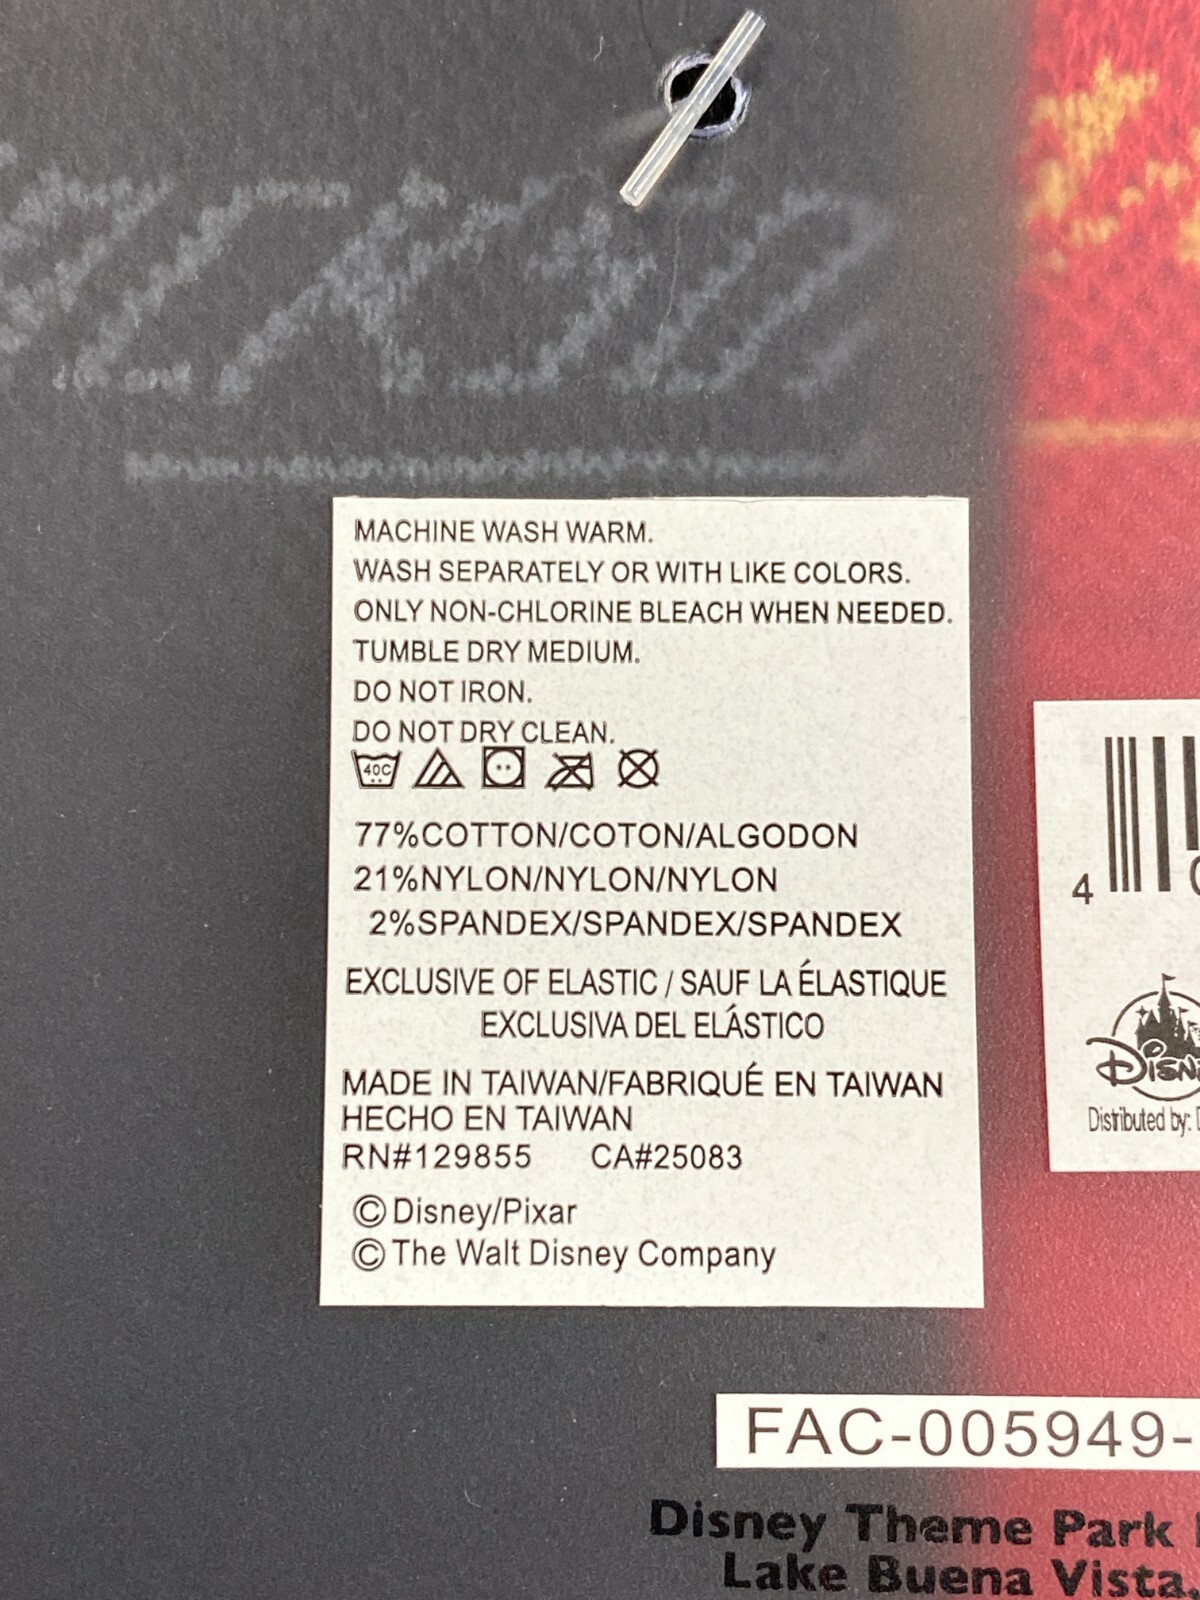 MACHINE WASH WARM.
WASH SEPARATELY OR WITH LIKE COLORS.
ONLY NON-CHLORINE BLEACH WHEN NEEDED.
TUMBLE DRY MEDIUM.
DO NOT IRON.
DO NOT DRY CLEAN.
40C
77%COTTON/COTON/ALGODON
21%NYLON/NYLON/NYLON
2%SPANDEX/SPANDEX/SPANDEX
EXCLUSIVE OF ELASTIC / SAUF LA ÉLASTIQUE
EXCLUSIVA DEL ELÁSTICO
MADE IN TAIWAN/FABRIQUÉ EN TAIWAN
HECHO EN TAIWAN
RN#129855 CA#25083
©Disney/Pixar
©The Walt Disney Company
4
Distributed by:
FAC-005949-
Disney Theme Park
Lake Buena Vista,